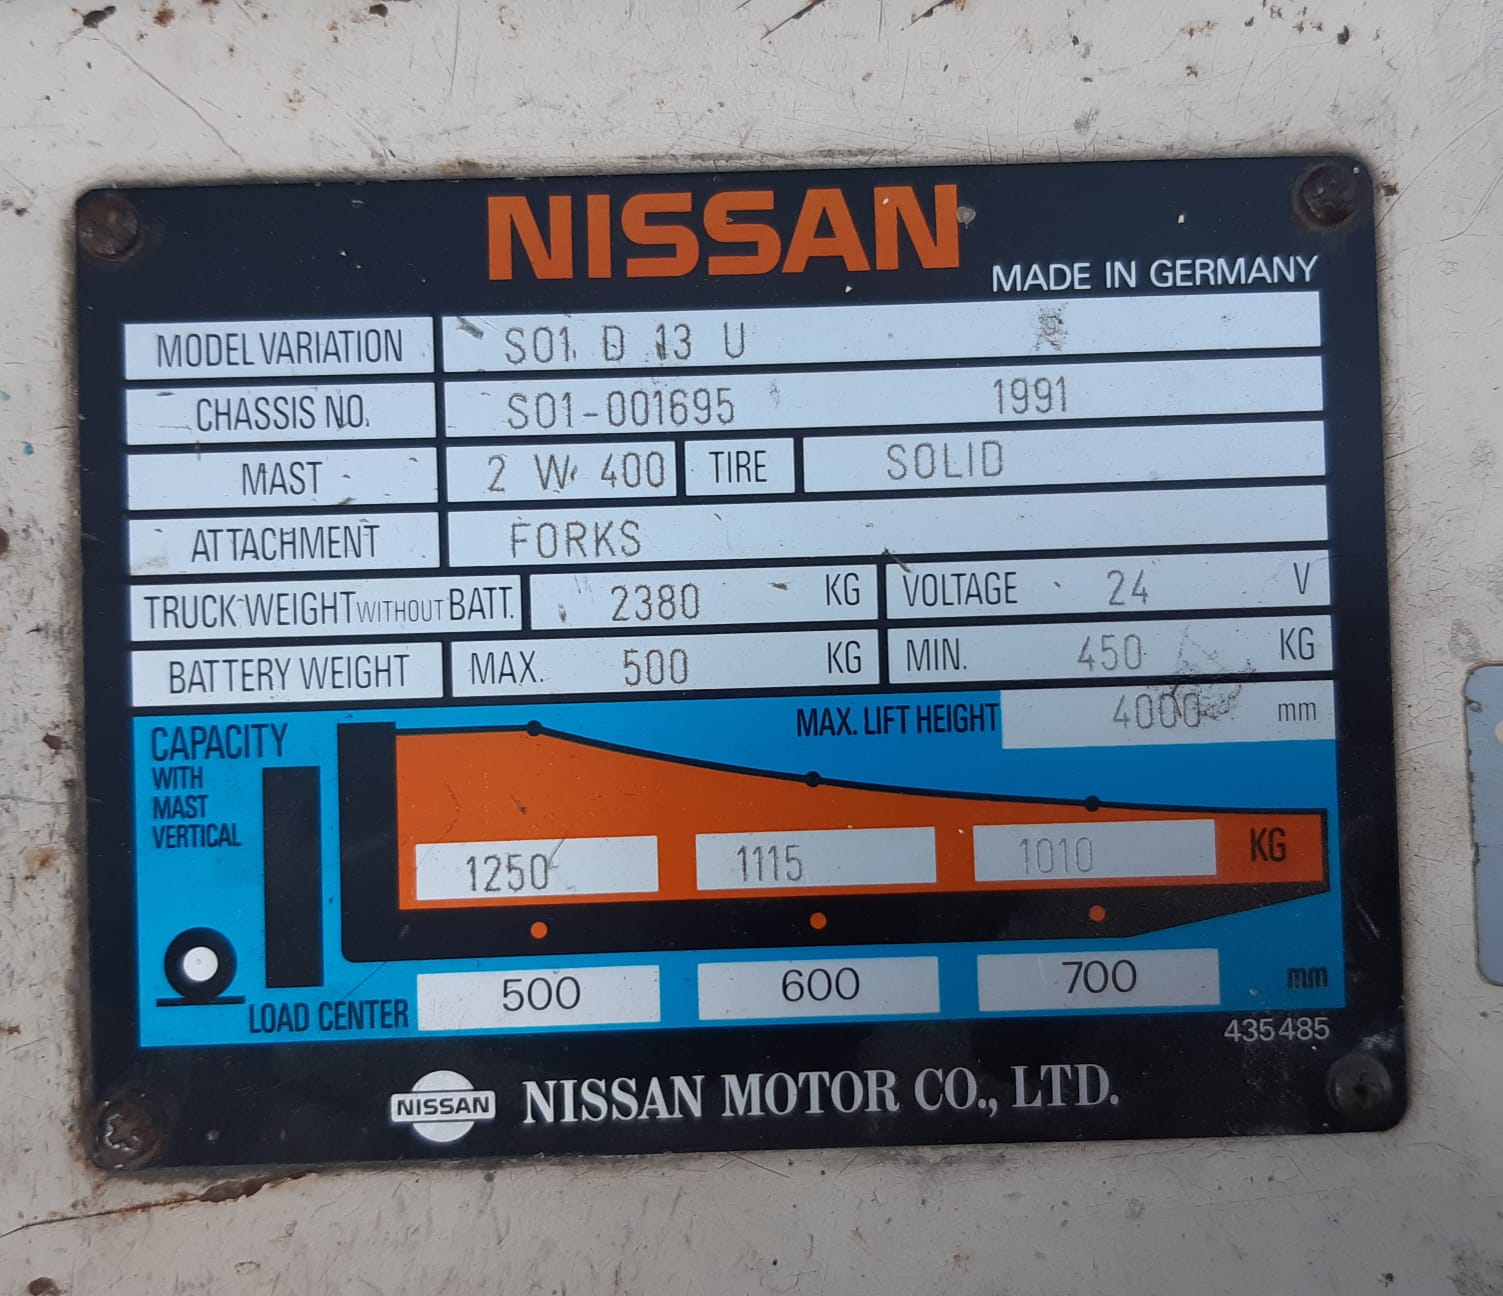 NISSAN
MADE IN GERMANY
MODEL VARIATION S01 D 13 U
CHASSIS NO. S01-001695 1991
MAST 2 W 400 TIRE SOLID
ATTACHMENT FORKS
TRUCK WEIGHT WITHOUT BATT. 2380 KG VOLTAGE 24 V
BATTERY WEIGHT MAX. 500 KG MIN. 450 KG
MAX. LIFT HEIGHT 4000 mm
CAPACITY
WITH
MAST
VERTICAL
1250 1115 1010 KG
LOAD CENTER 500 600 700 mm
435485
NISSAN NISSAN MOTOR CO., LTD.